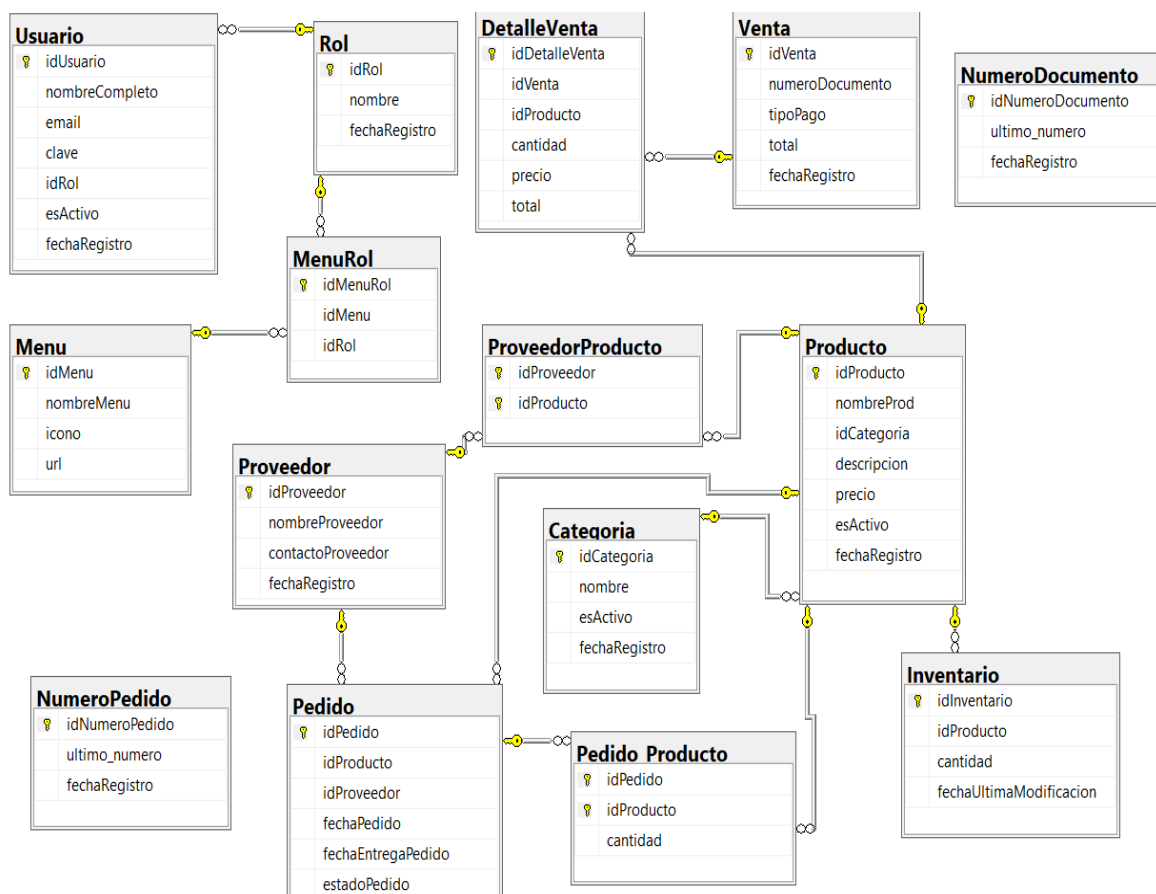 Usuario
idUsuario
nombreCompleto
email
clave
idRol
esActivo
fechaRegistro
Rol
idRol
nombre
fechaRegistro
DetalleVenta
idDetalleVenta
idVenta
idProducto
cantidad
precio
total
Venta
idVenta
numeroDocumento
tipoPago
total
fechaRegistro
NumeroDocumento
idNumeroDocumento
ultimo_numero
fechaRegistro
MenuRol
idMenuRol
idMenu
idRol
Menu
idMenu
nombreMenu
icono
url
ProveedorProducto
idProveedor
idProducto
Producto
idProducto
nombreProd
idCategoria
descripcion
precio
esActivo
fechaRegistro
Proveedor
idProveedor
nombreProveedor
contactoProveedor
fechaRegistro
Categoria
idCategoria
nombre
esActivo
fechaRegistro
Inventario
idInventario
idProducto
cantidad
fechaUltimaModificacion
NumeroPedido
idNumeroPedido
ultimo_numero
fechaRegistro
Pedido
idPedido
idProducto
idProveedor
fechaPedido
fechaEntregaPedido
estadoPedido
Pedido_Producto
idPedido
idProducto
cantidad